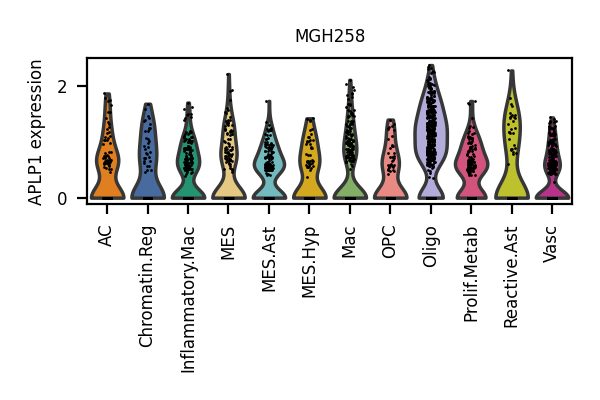 MGH258
APLP1 expression
2
0
AC
Chromatin.Reg
Inflammatory.Mac
MES
MES.Ast
MES.Hyp
Mac
OPC
Oligo
Prolif.Metab
Reactive.Ast
Vasc